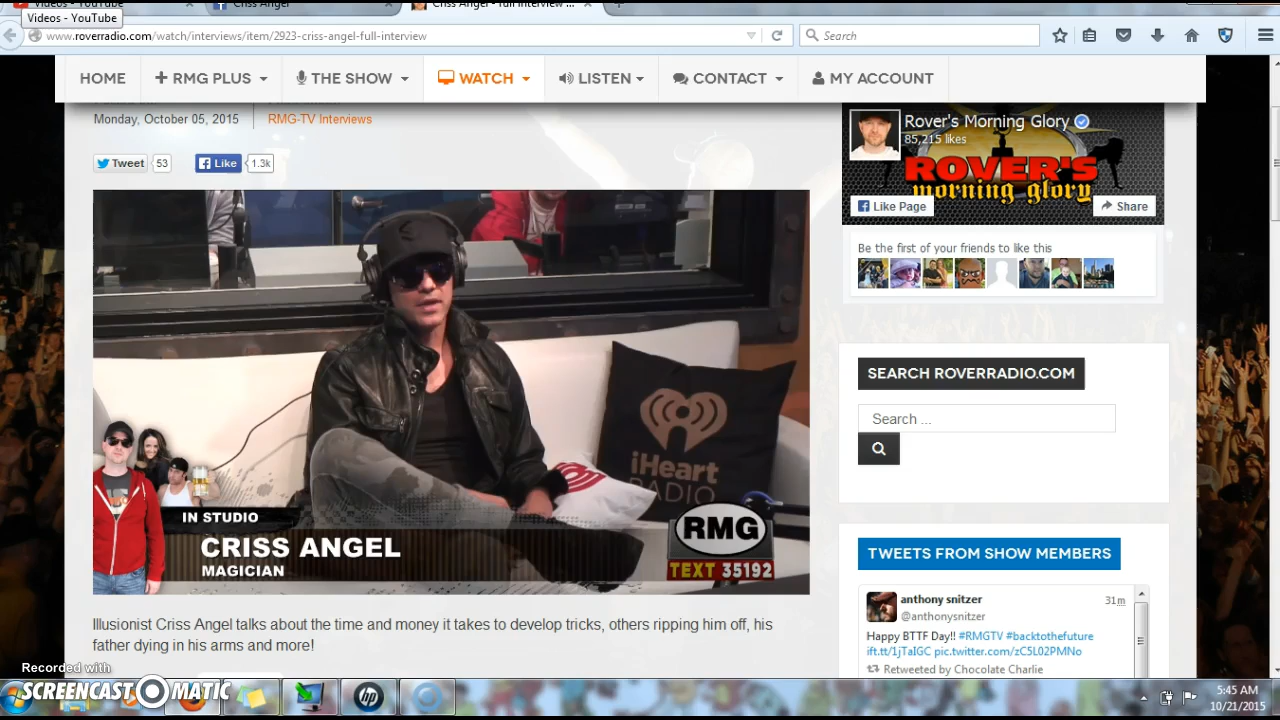 Videos - YouTube
Criss Angel
Criss Angel - full interview ...
Videos - YouTube
www.roverradio.com/watch/interviews/item/2923-criss-angel-full-interview
Search
HOME
RMG PLUS
THE SHOW
WATCH
LISTEN
CONTACT
MY ACCOUNT
Monday, October 05, 2015
RMG-TV Interviews
Tweet 53
Like 1.3k
Rover's Morning Glory
85,215 likes
ROVER'S
morning glory
Like Page
Share
Be the first of your friends to like this
iHeart
RADIO
IN STUDIO
CRISS ANGEL
MAGICIAN
RMG
TEXT 35192
SEARCH ROVERRADIO.COM
Search ...
TWEETS FROM SHOW MEMBERS
anthony snitzer
31m
@anthonysnitzer
Happy BTTF Day!! #RMGTV #backtothefuture
ift.tt/1jTaIGC pic.twitter.com/zC5L02PMNo
Retweeted by Chocolate Charlie
Illusionist Criss Angel talks about the time and money it takes to develop tricks, others ripping him off, his
father dying in his arms and more!
Recorded with
SCREENCAST MATIC
hp
5:45 AM
10/21/2015